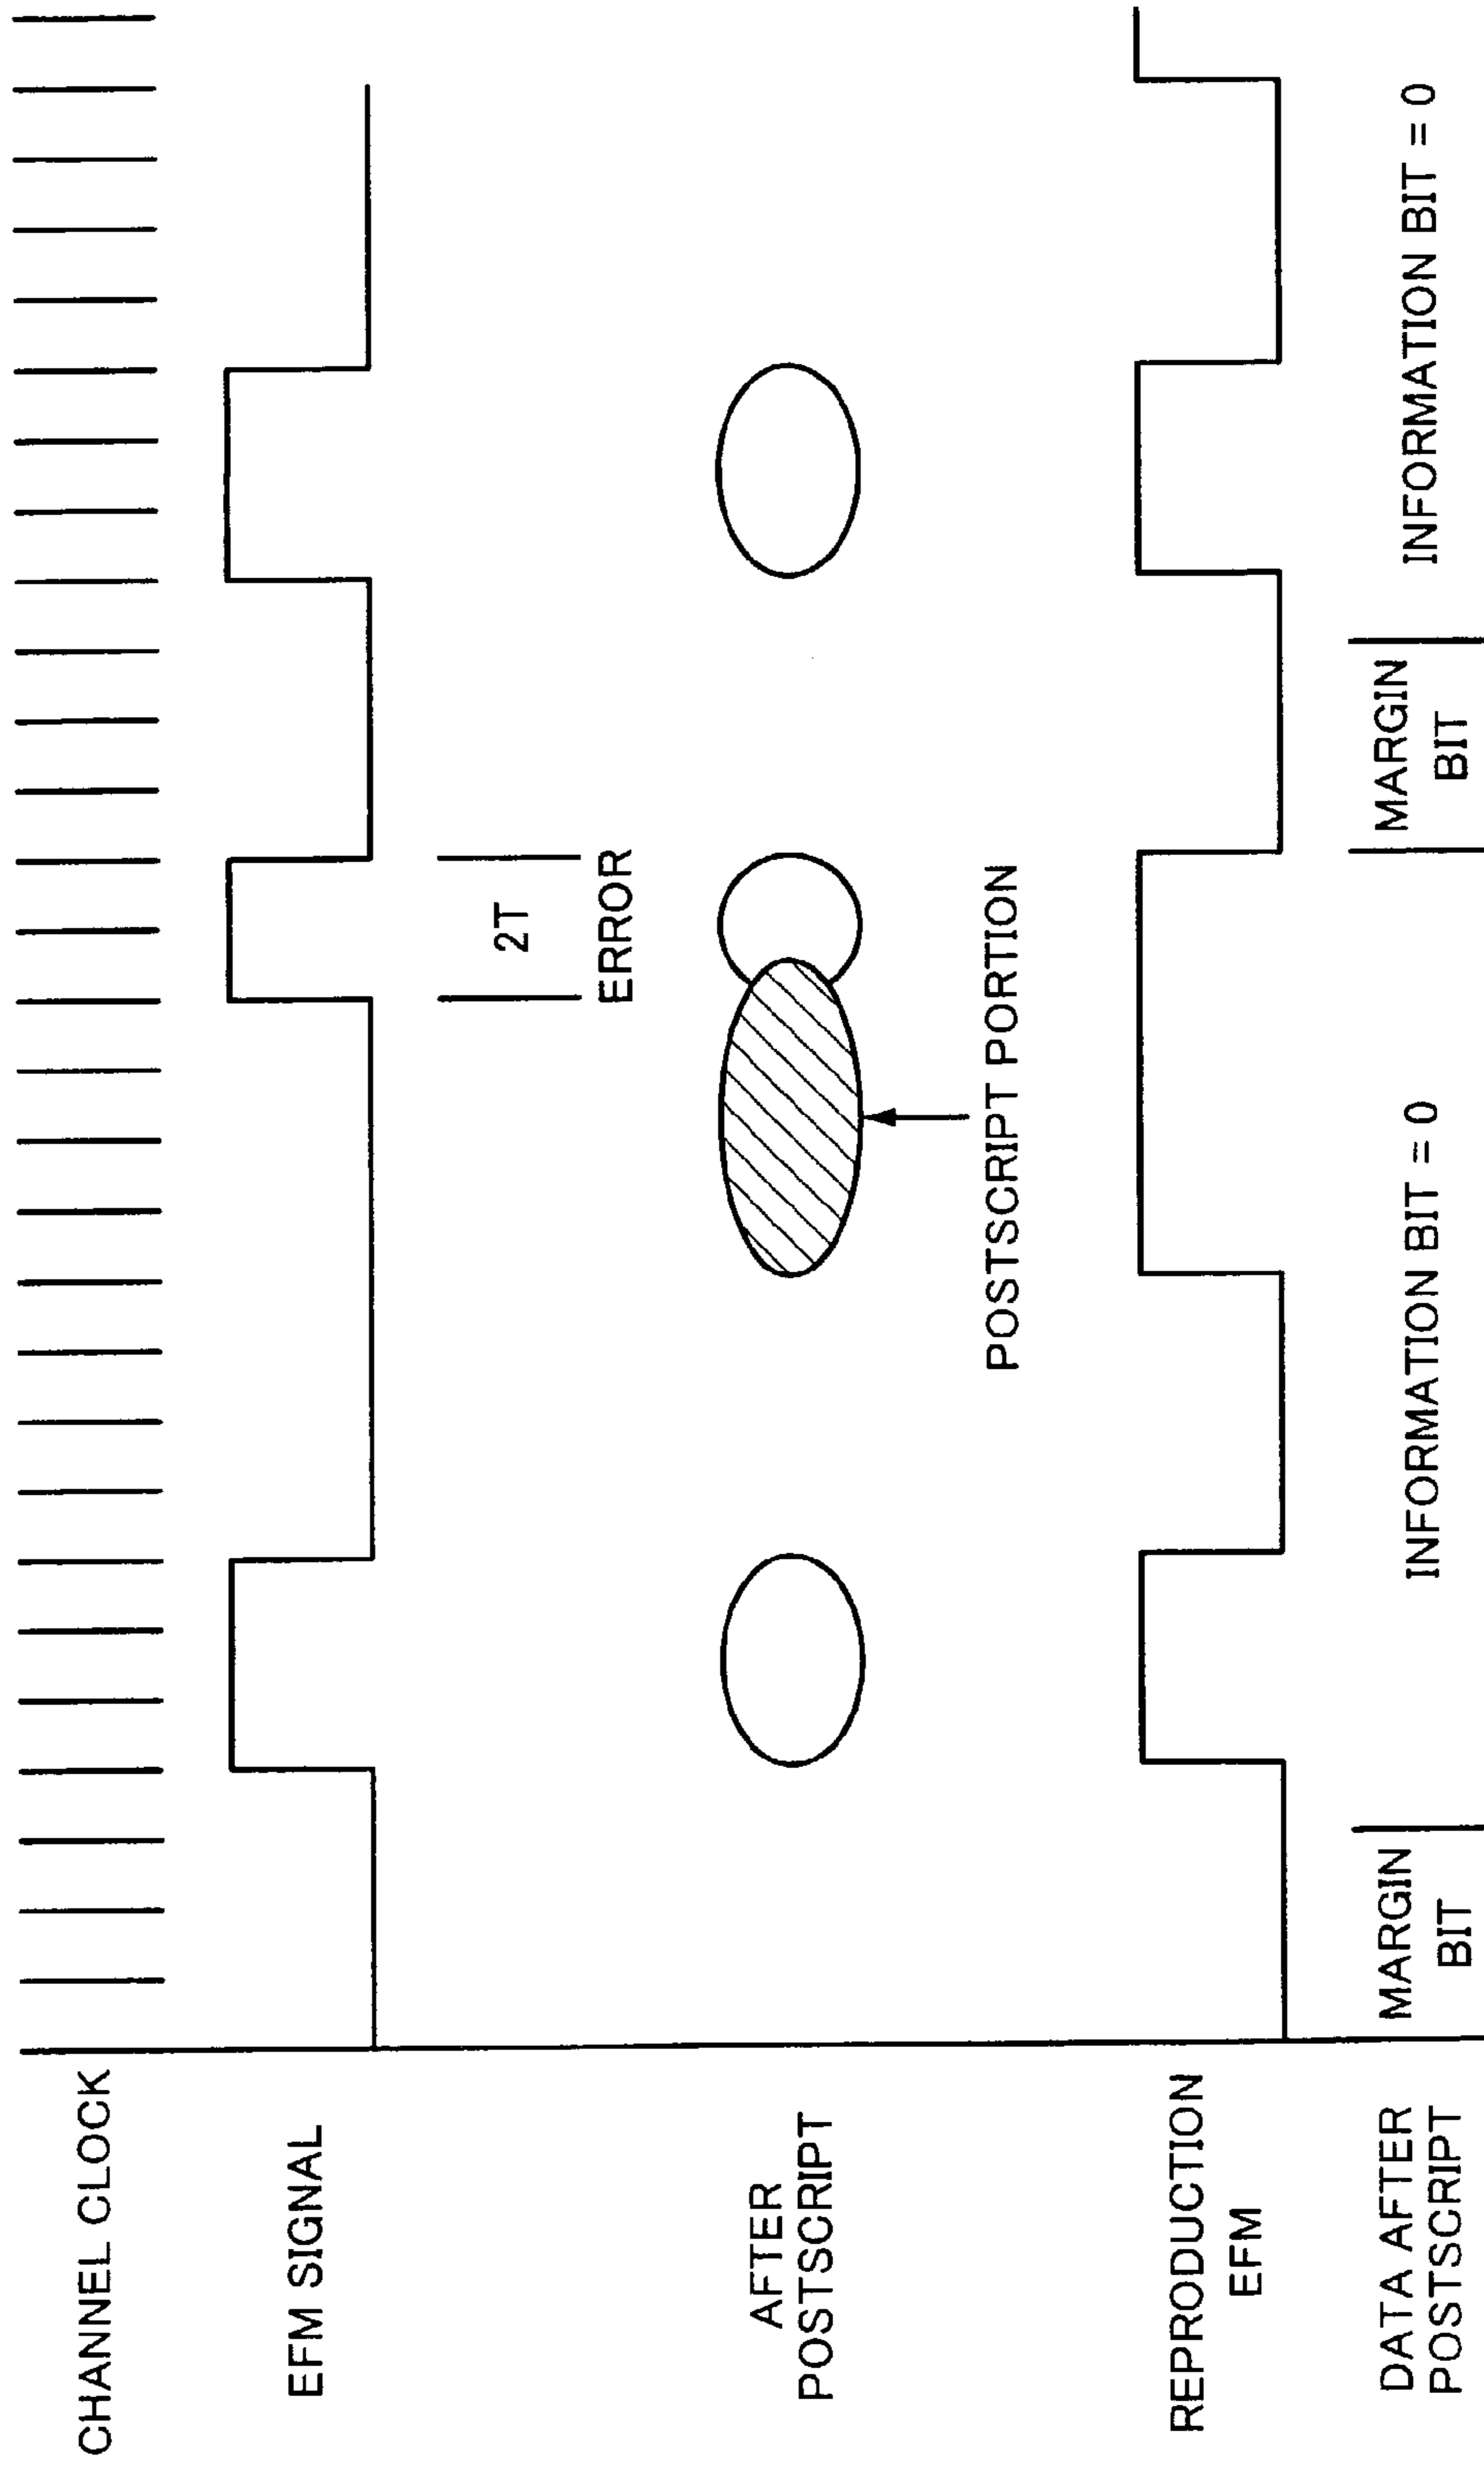 CHANNEL CLOCK
EFM SIGNAL
2T
ERROR
AFTER
POSTSCRIPT
POSTSCRIPT PORTION
REPRODUCTION
EFM
DATA AFTER
POSTSCRIPT
MARGIN
BIT
INFORMATION BIT = 0
MARGIN
BIT
INFORMATION BIT = 0